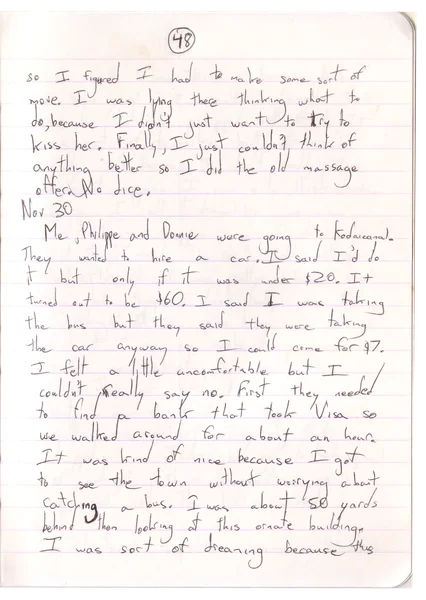 48
so I figured I had to make some sort of
move. I was lying there thinking what to
do, because I didn't just want to try to
kiss her. Finally, I just couldn't think of
anything better so I did the old massage
offer. No dice.
Nov 30
Me, Philippe and Donnie were going to Kodaicanal.
They wanted to hire a car. I said I'd do
it but only if it was under $20. It
turned out to be $60. I said I was taking
the bus but they said they were taking
the car anyway so I could come for $7.
I felt a little uncomfortable but I
couldn't really say no. First they needed
to find a bank that took Visa so
we walked around for about an hour.
It was kind of nice because I got
to see the town without worrying about
catching a bus. I was about 50 yards
behind then looking at this ornate building.
I was sort of dreaming because this